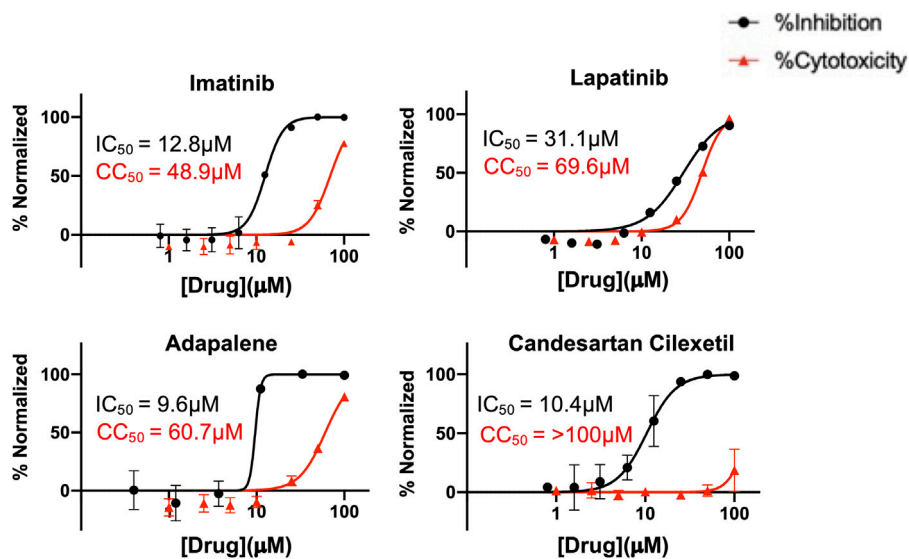 %Inhibition
%Cytotoxicity
Imatinib
% Normalized
100
50
0
IC50 = 12.8µM
CC50 = 48.9µM
1
10
100
[Drug](µM)
Lapatinib
% Normalized
100
50
0
IC50 = 31.1µM
CC50 = 69.6µM
1
10
100
[Drug](µM)
Adapalene
% Normalized
100
50
0
IC50 = 9.6µM
CC50 = 60.7µM
1
10
100
[Drug](µM)
Candesartan Cilexetil
% Normalized
100
50
0
IC50 = 10.4µM
CC50 = >100µM
1
10
100
[Drug](µM)